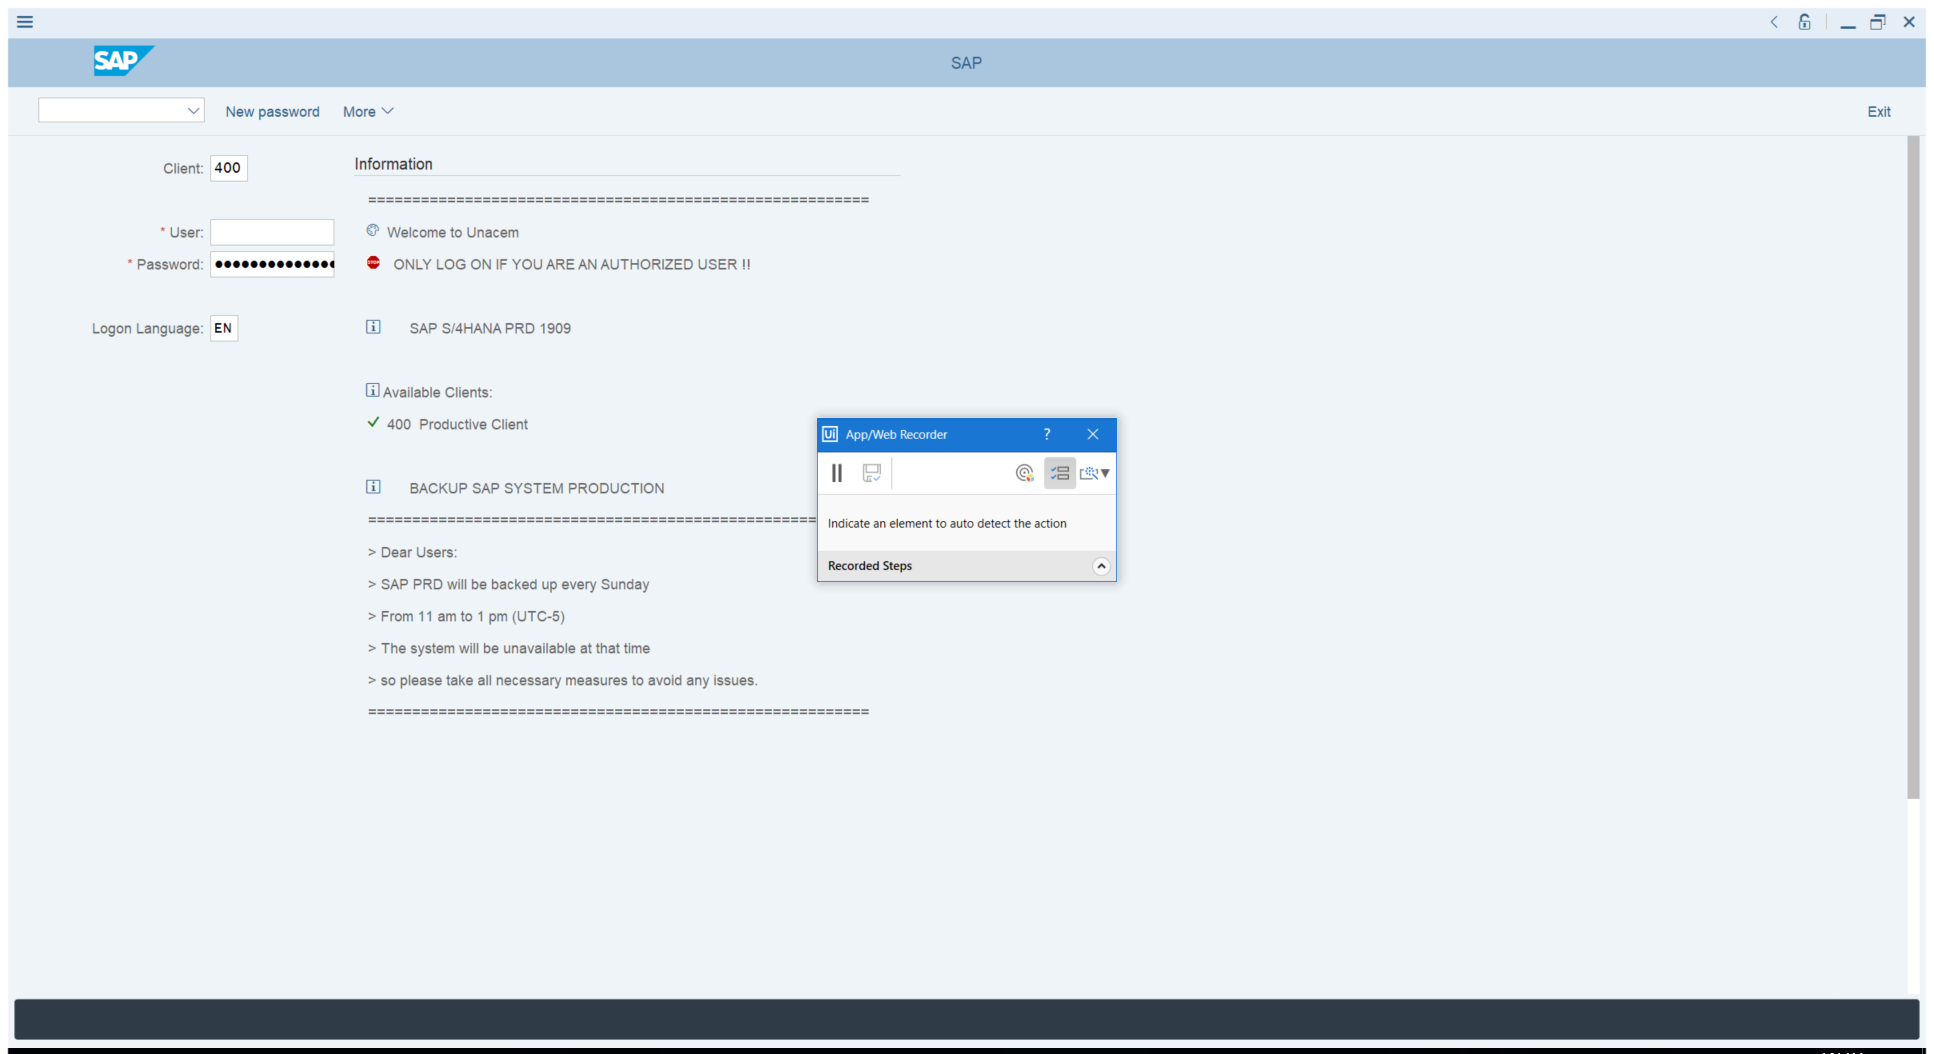 SAP
SAP
New password
More
Exit
Client: 400
Information
=========================================================
* User:
Welcome to Unacem
* Password: ●●●●●●●●●●●●●●
STOP
ONLY LOG ON IF YOU ARE AN AUTHORIZED USER !!
Logon Language: EN
i SAP S/4HANA PRD 1909
i Available Clients:
400 Productive Client
Ui App/Web Recorder ? 
i BACKUP SAP SYSTEM PRODUCTION
===================================================
Indicate an element to auto detect the action
> Dear Users:
Recorded Steps
> SAP PRD will be backed up every Sunday
> From 11 am to 1 pm (UTC-5)
> The system will be unavailable at that time
> so please take all necessary measures to avoid any issues.
=========================================================